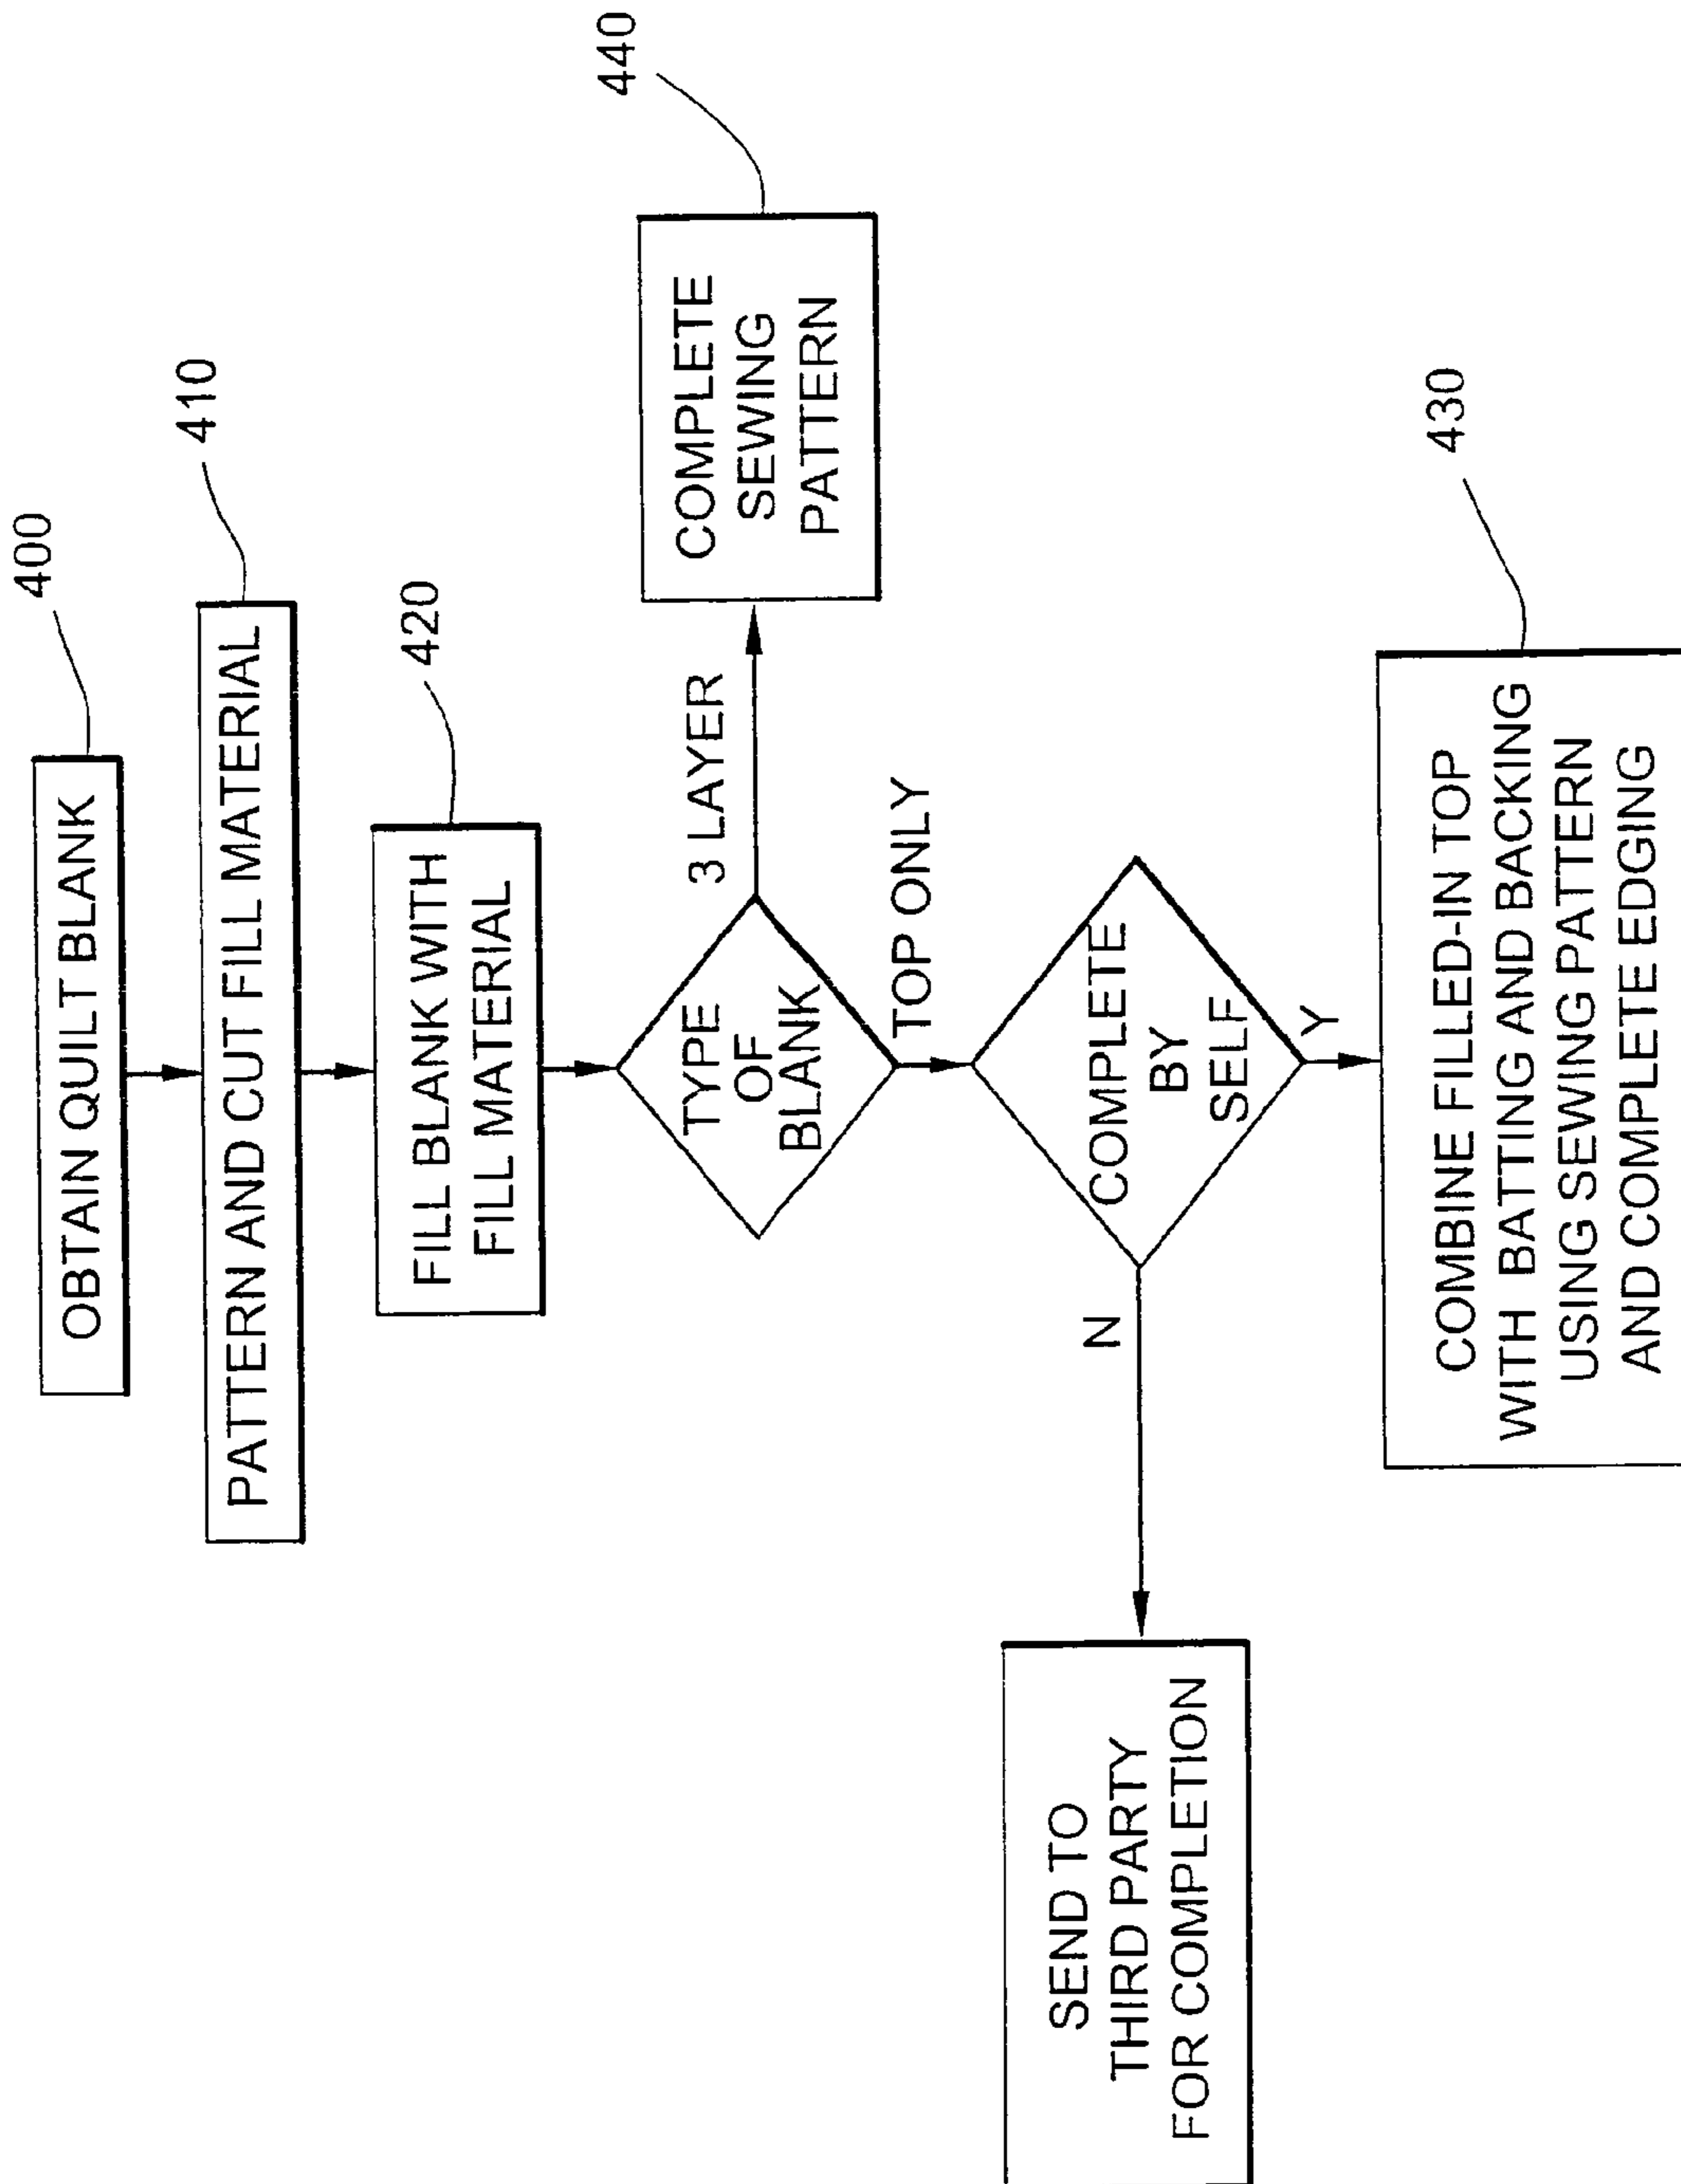 400
OBTAIN QUILT BLANK
410
PATTERN AND CUT FILL MATERIAL
420
FILL BLANK WITH
FILL MATERIAL
TYPE
OF
BLANK
3 LAYER
440
COMPLETE
SEWING
PATTERN
TOP ONLY
COMPLETE
BY
SELF
N
SEND TO
THIRD PARTY
FOR COMPLETION
Y
430
COMBINE FILLED-IN TOP
WITH BATTING AND BACKING
USING SEWING PATTERN
AND COMPLETE EDGING